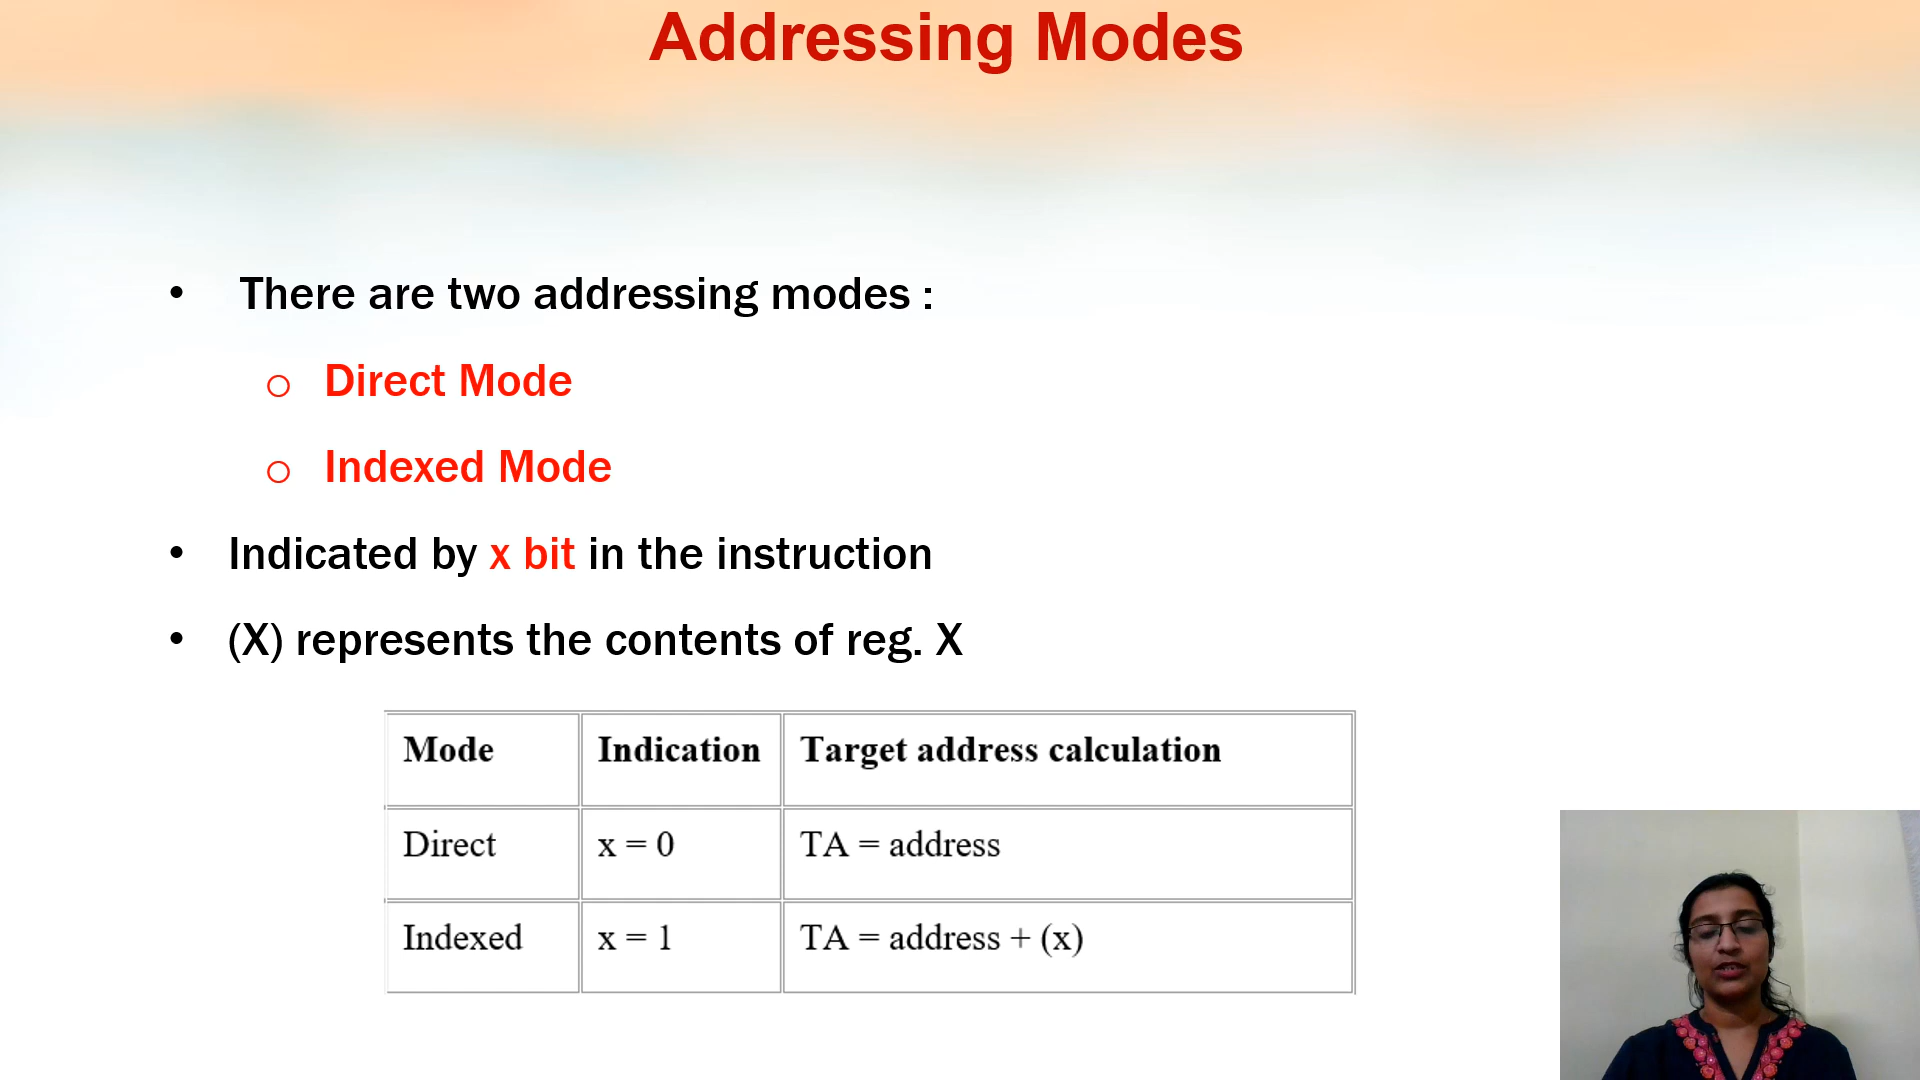 Addressing Modes
• There are two addressing modes :
o Direct Mode
o Indexed Mode
• Indicated by x bit in the instruction
• (X) represents the contents of reg. X
Mode Indication Target address calculation
Direct x = 0 TA = address
Indexed x = 1 TA = address + (x)